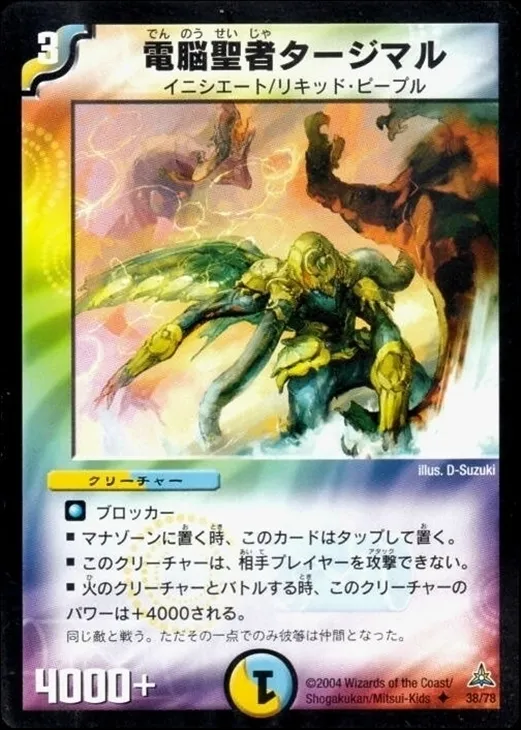 3
でん のう せい じゃ
電脳聖者タージマル
イニシエート/リキッド・ピープル
illus. D-Suzuki
クリーチャー
ブロッカー
■ マナゾーンに置く時、このカードはタップして置く。
■ このクリーチャーは、相手プレイヤーを攻撃できない。
■ 火のクリーチャーとバトルする時、このクリーチャーの
パワーは+4000される。
同じ敵と戦う。ただその一点でのみ彼等は仲間となった。
4000+
1
©2004 Wizards of the Coast/
Shogakukan/Mitsui-Kids
38/78